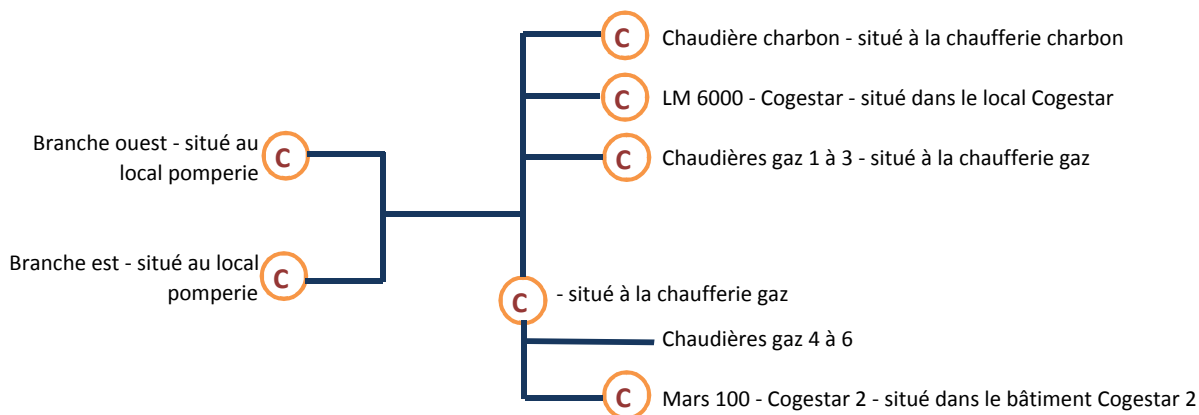 C Chaudière charbon - situé à la chaufferie charbon
C LM 6000 - Cogestar - situé dans le local Cogestar
Branche ouest - situé au
local pomperie
C
C Chaudières gaz 1 à 3 - situé à la chaufferie gaz
Branche est - situé au local
pomperie
C
C - situé à la chaufferie gaz
Chaudières gaz 4 à 6
C Mars 100 - Cogestar 2 - situé dans le bâtiment Cogestar 2